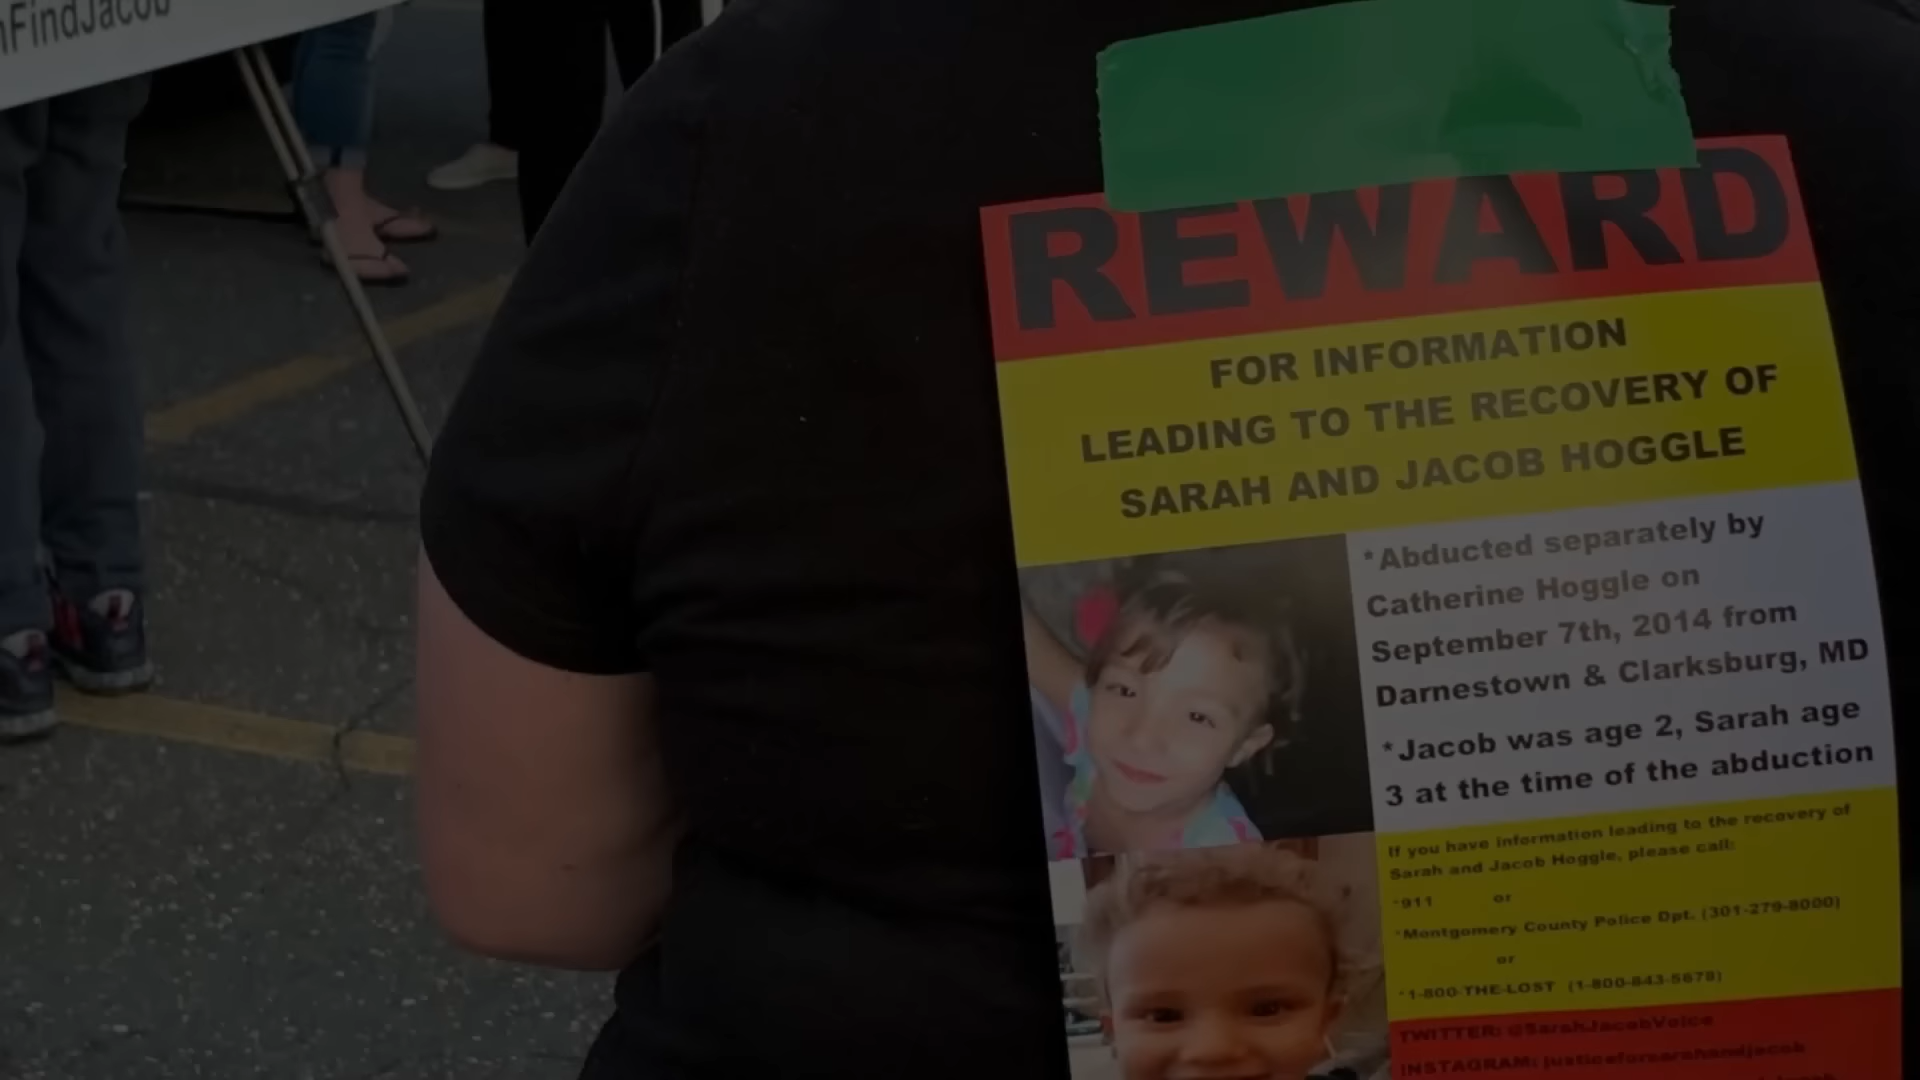 FindJacob
REWARD
FOR INFORMATION
LEADING TO THE RECOVERY OF
SARAH AND JACOB HOGGLE
*Abducted separately by
Catherine Hoggle on
September 7th, 2014 from
Darnestown & Clarksburg, MD
*Jacob was age 2, Sarah age
3 at the time of the abduction
If you have information leading to the recovery of
Sarah and Jacob Hoggle, please call:
*911 or
*Montgomery County Police Dpt. (301-279-8000)
or
*1-800-THE-LOST (1-800-843-5678)
TWITTER: @SarahJacobVoice
INSTAGRAM: justiceforsarahandjacob